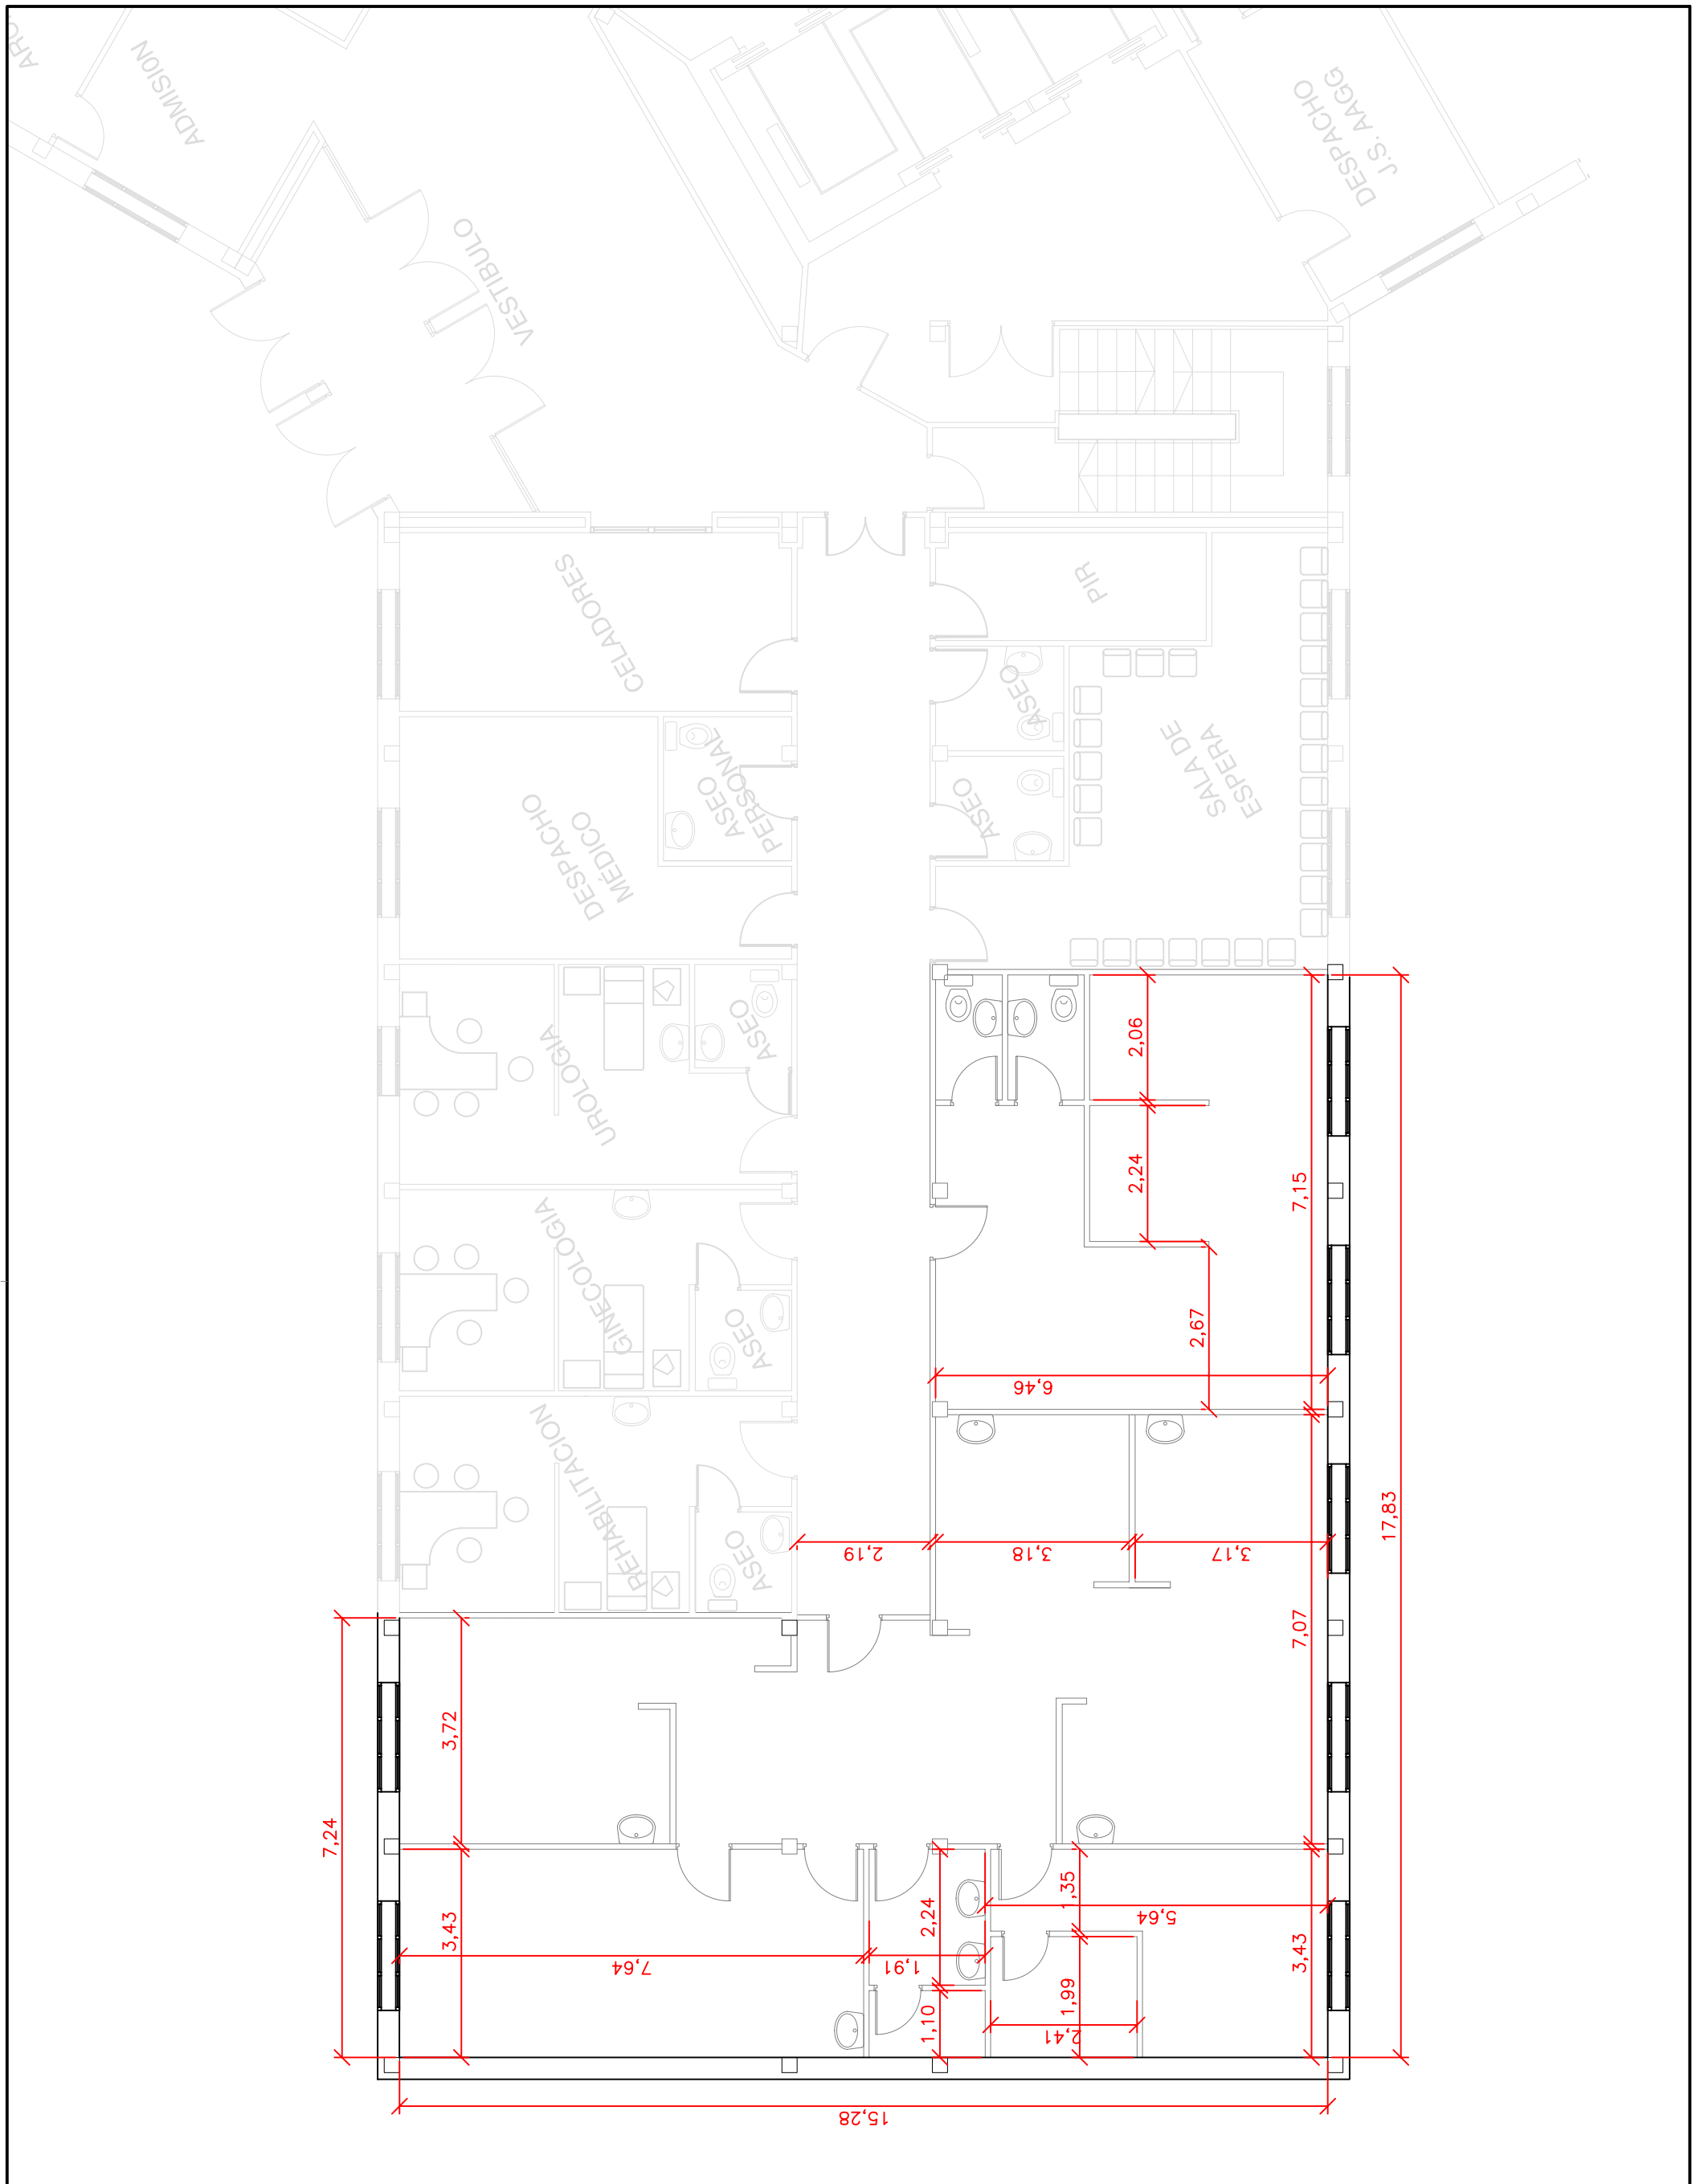 ARC
ADMISION
VESTIBULO
DESPACHO
J.S. AAGG
CELADORES
PIR
ASEO
ASEO
SALA DE
ESPERA
DESPACHO
MÉDICO
ASEO
PERSONAL
UROLOGIA
ASEO
GINECOLOGIA
ASEO
REHABILITACION
ASEO
2,06
2,24
7,15
2,67
6,46
17,83
2,19
3,18
3,17
7,07
7,24
3,72
3,43
7,64
1,91
2,24
1,10
1,35
5,64
1,99
2,41
3,43
15,28